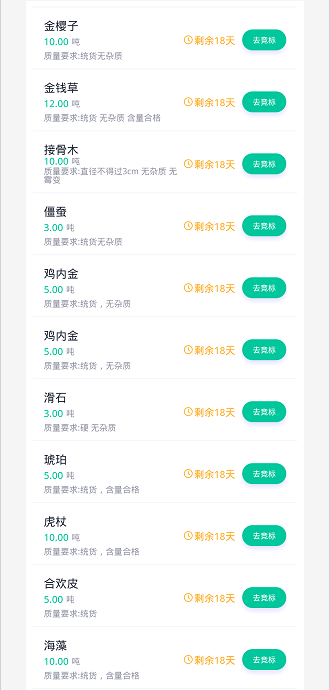 金樱子
10.00 吨
剩余18天
去竞标
质量要求:统货无杂质
金钱草
12.00 吨
剩余18天
去竞标
质量要求:统货 无杂质 含量合格
接骨木
10.00 吨
剩余18天
去竞标
质量要求:直径不得过3cm 无杂质 无
霉变
僵蚕
3.00 吨
剩余18天
去竞标
质量要求:统货无杂质
鸡内金
5.00 吨
剩余18天
去竞标
质量要求:统货，无杂质
鸡内金
5.00 吨
剩余18天
去竞标
质量要求:统货，无杂质
滑石
3.00 吨
剩余18天
去竞标
质量要求:硬 无杂质
琥珀
5.00 吨
剩余18天
去竞标
质量要求:统货，含量合格
虎杖
10.00 吨
剩余18天
去竞标
质量要求:统货，含量合格
合欢皮
5.00 吨
剩余18天
去竞标
质量要求:统货
海藻
10.00 吨
剩余18天
去竞标
质量要求:统货，含量合格